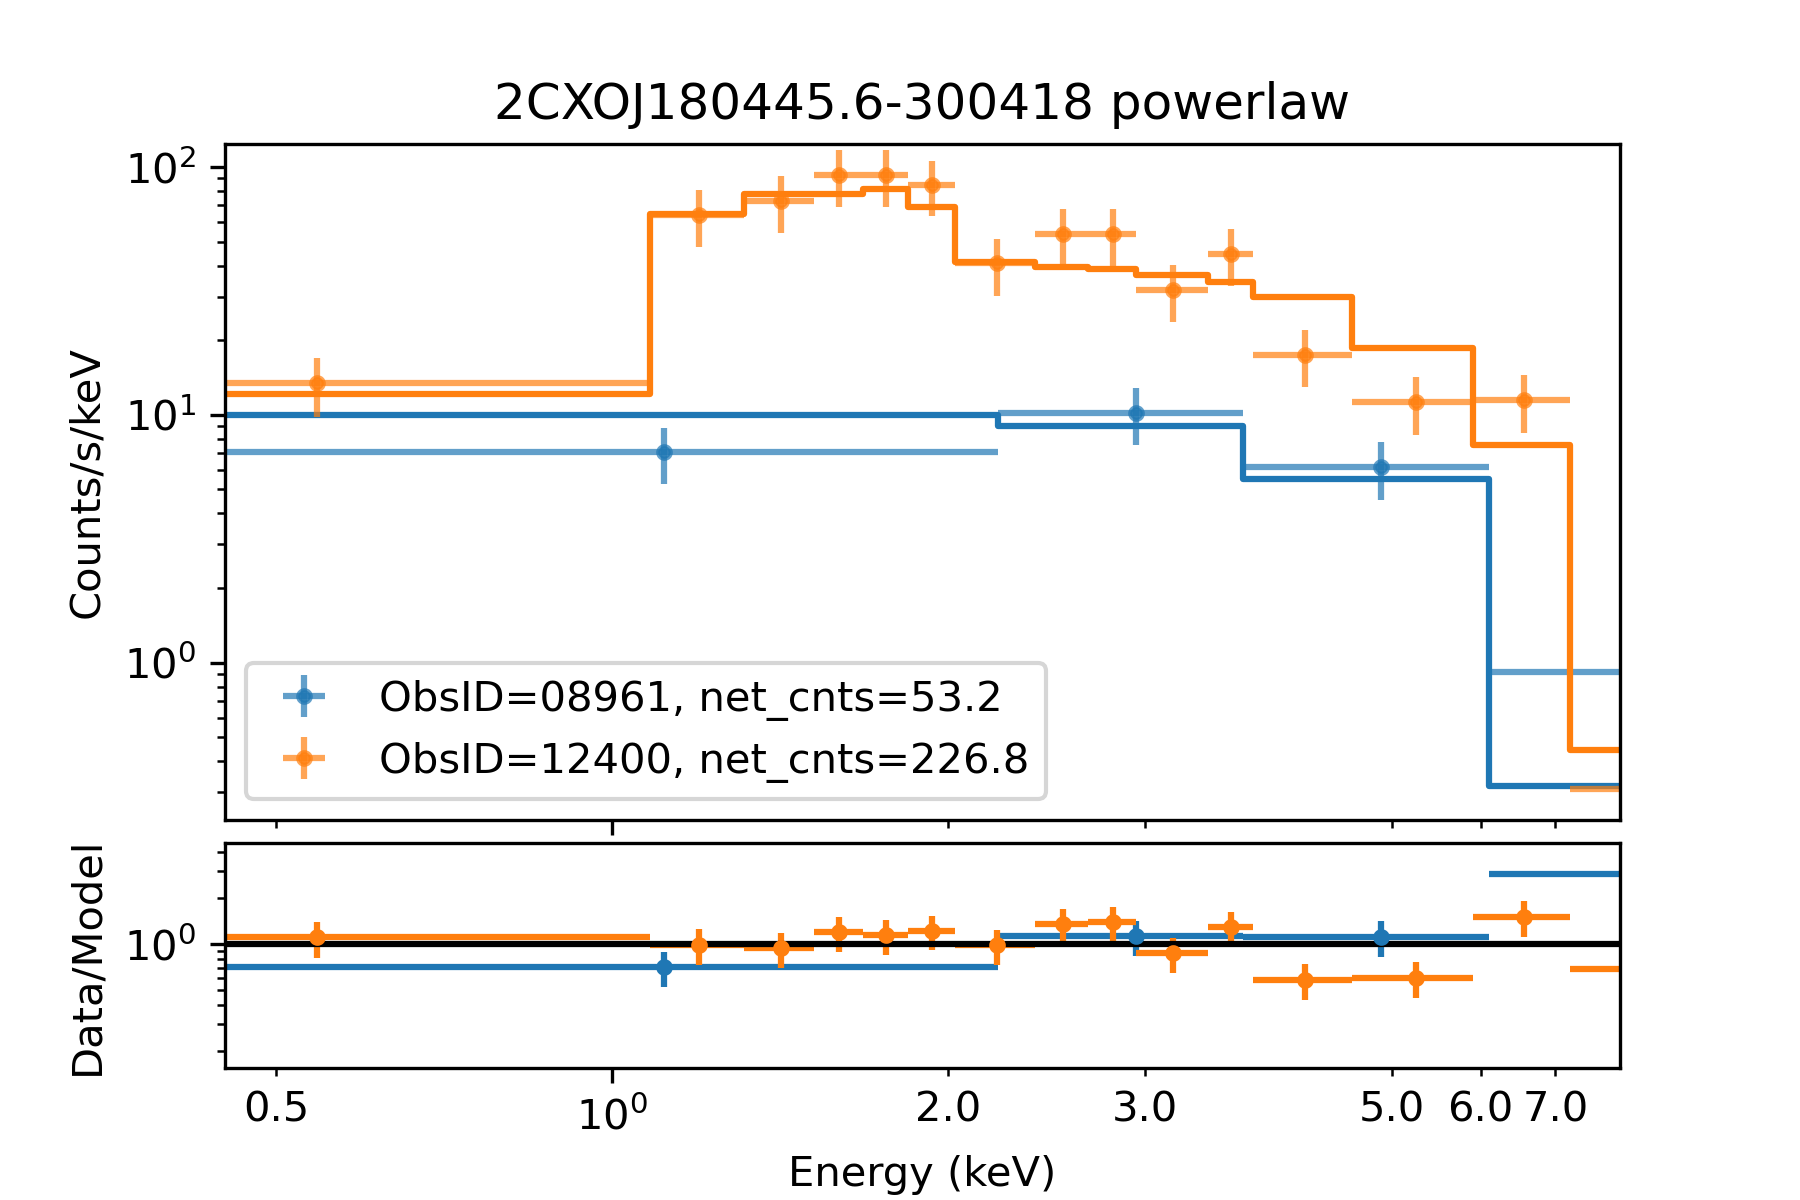 2CXOJ180445.6-300418 powerlaw
10²
10¹
10⁰
Counts/s/keV
ObsID=08961, net_cnts=53.2
ObsID=12400, net_cnts=226.8
10⁰
Data/Model
0.5 10⁰ 2.0 3.0 5.0 6.0 7.0
Energy (keV)